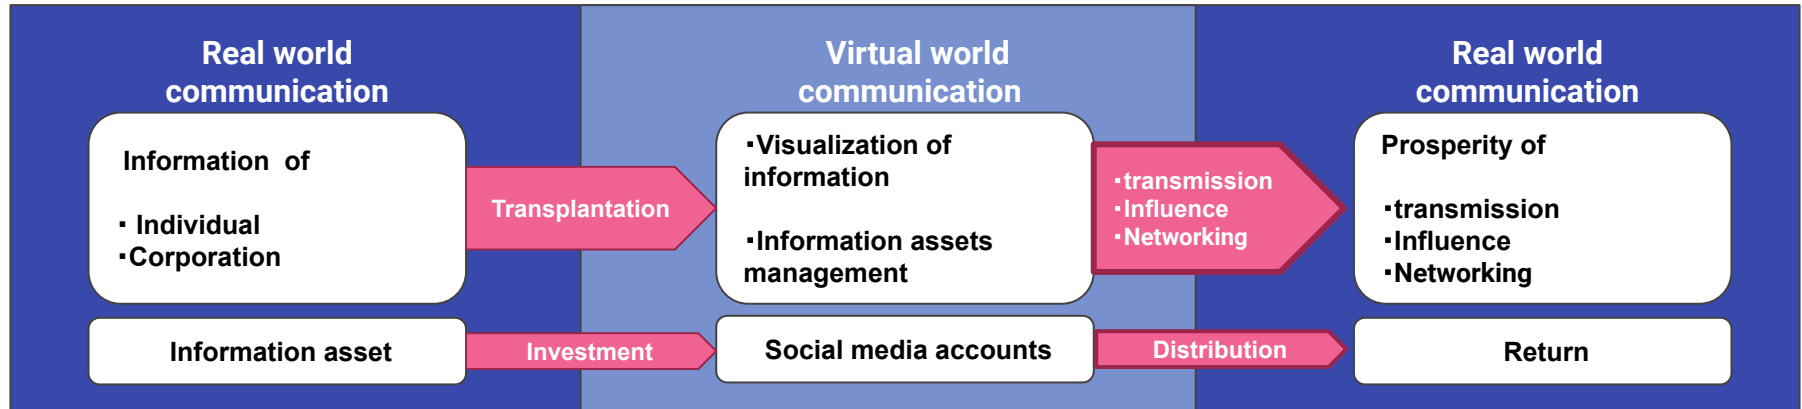 Real world
communication
Information of
・Individual
・Corporation
Information asset
Transplantation
Investment
Virtual world
communication
・Visualization of
information
・Information assets
management
Social media accounts
・transmission
・Influence
・Networking
Distribution
Real world
communication
Prosperity of
・transmission
・Influence
・Networking
Return